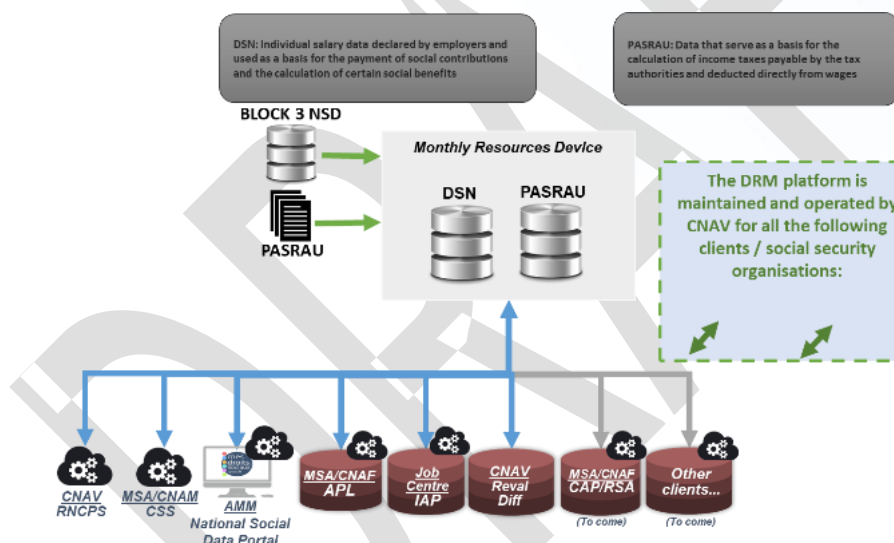 DSN: Individual salary data declared by employers and
used as a basis for the payment of social contributions
and the calculation of certain social benefits
PASRAU: Data that serve as a basis for the
calculation of income taxes payable by the tax
authorities and deducted directly from wages
BLOCK 3 NSD
PASRAU
Monthly Resources Device
DSN
PASRAU
The DRM platform is
maintained and operated by
CNAV for all the following
clients / social security
organisations:
CNAV
RNCPS
MSA/CNAM
CSS
mes
droits
sociaux
AMM
National Social
Data Portal
MSA/CNAF
APL
Job
Centre
IAP
CNAV
Reval
Diff
MSA/CNAF
CAP/RSA
(To come)
Other
clients...
(To come)